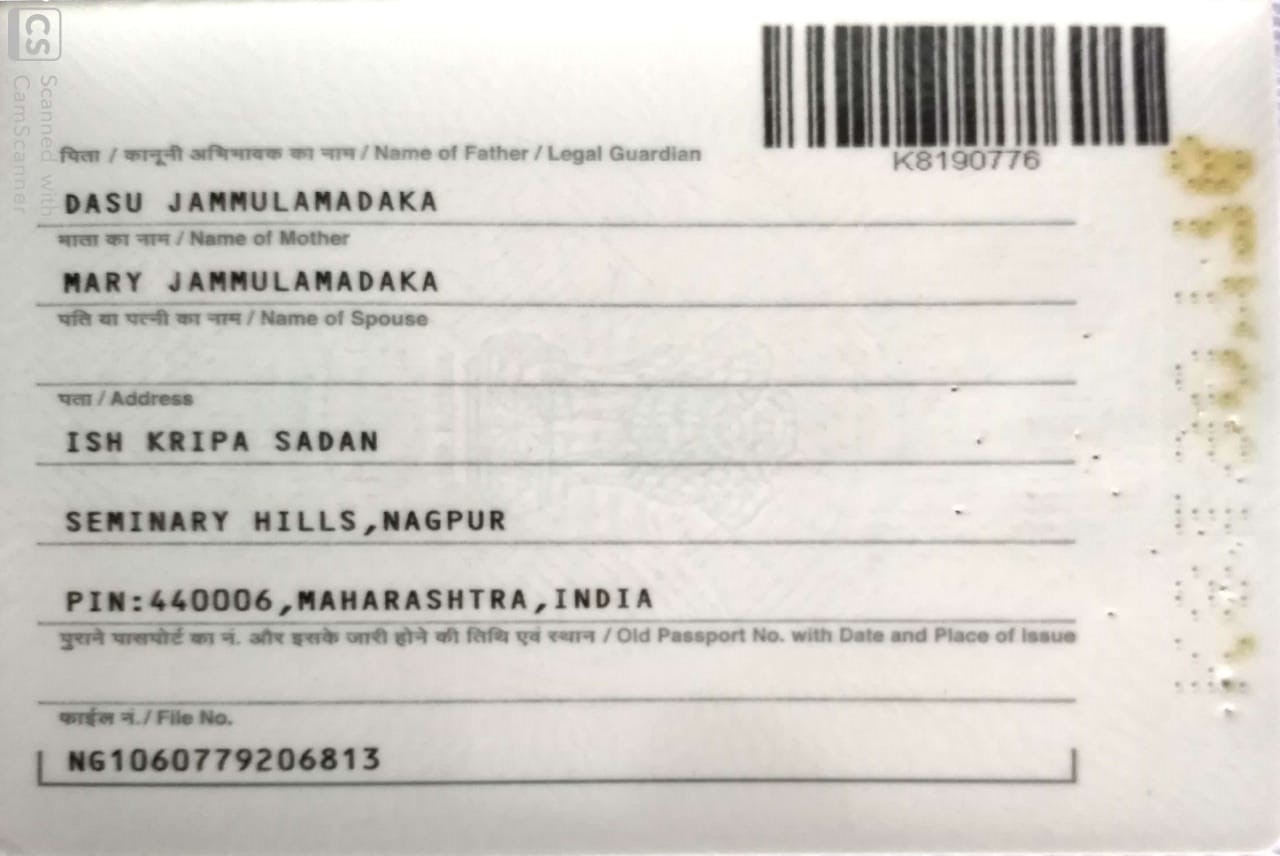 CS
Scanned with
CamScanner
K8190776
पिता / कानूनी अभिभावक का नाम / Name of Father / Legal Guardian
DASU JAMMULAMADAKA
माता का नाम / Name of Mother
MARY JAMMULAMADAKA
पति या पत्नी का नाम / Name of Spouse
पता / Address
ISH KRIPA SADAN
SEMINARY HILLS,NAGPUR
PIN:440006,MAHARASHTRA,INDIA
पुराने पासपोर्ट का नं. और इसके जारी होने की तिथि एवं स्थान / Old Passport No. with Date and Place of Issue
फाईल नं./ File No.
NG1060779206813